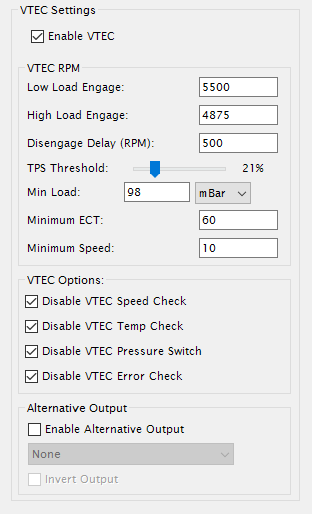 VTEC Settings
Enable VTEC
VTEC RPM
Low Load Engage: 5500
High Load Engage: 4875
Disengage Delay (RPM): 500
TPS Threshold: 21%
Min Load: 98 mBar
Minimum ECT: 60
Minimum Speed: 10
VTEC Options:
Disable VTEC Speed Check
Disable VTEC Temp Check
Disable VTEC Pressure Switch
Disable VTEC Error Check
Alternative Output
Enable Alternative Output
None
Invert Output